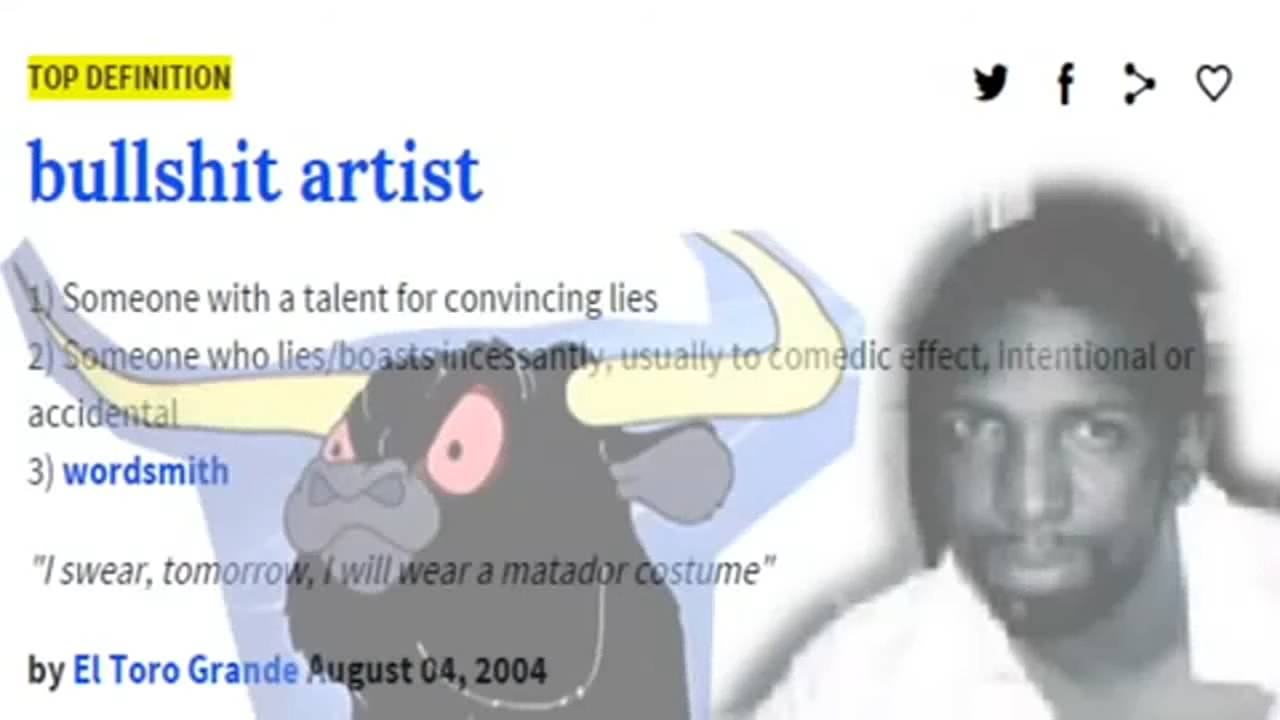 TOP DEFINITION
bullshit artist
1) Someone with a talent for convincing lies
2) Someone who lies/boasts incessantly, usually to comedic effect, intentional or
accidental
3) wordsmith
"I swear, tomorrow, I will wear a matador costume"
by El Toro Grande August 04, 2004